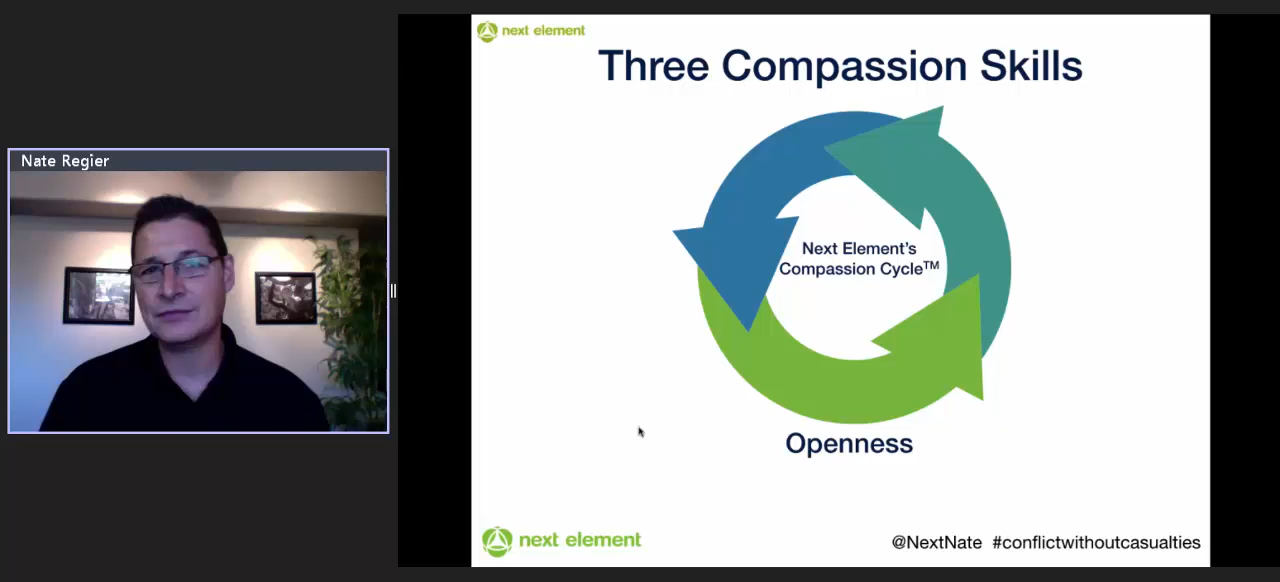 Nate Regier
next element
Three Compassion Skills
Next Element's
Compassion Cycle™
Openness
next element
@NextNate #conflictwithoutcasualties